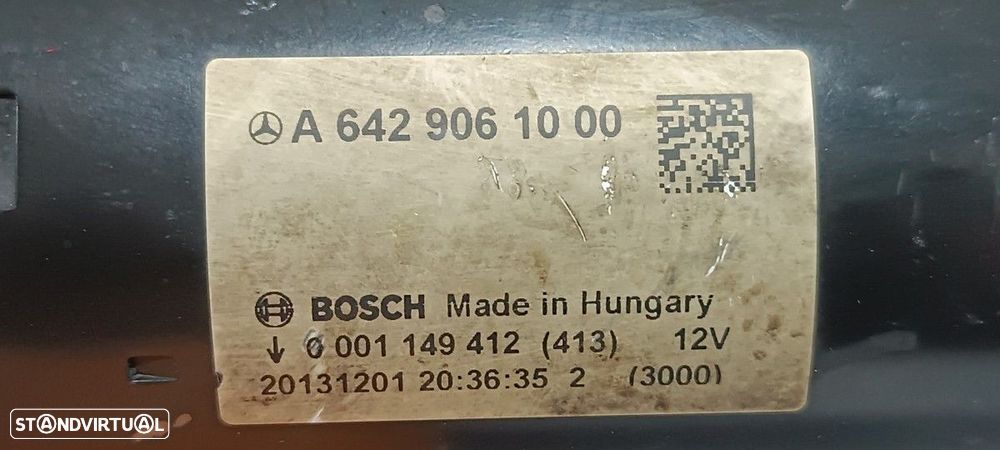 A 642 906 10 00
BOSCH Made in Hungary
↓ 0 001 149 412 (413) 12V
20131201 20:36:35 2 (3000)
STANDVIRTUAL